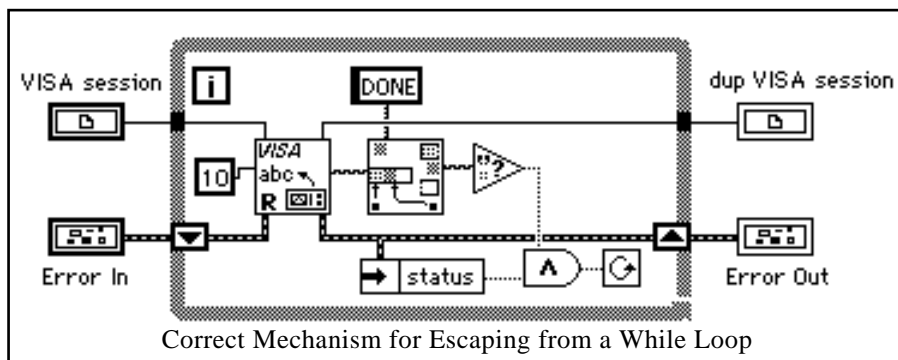 VISA session
i
DONE
dup VISA session
VISA
abc
R
10
"?
Error In
status
Λ
Error Out
Correct Mechanism for Escaping from a While Loop